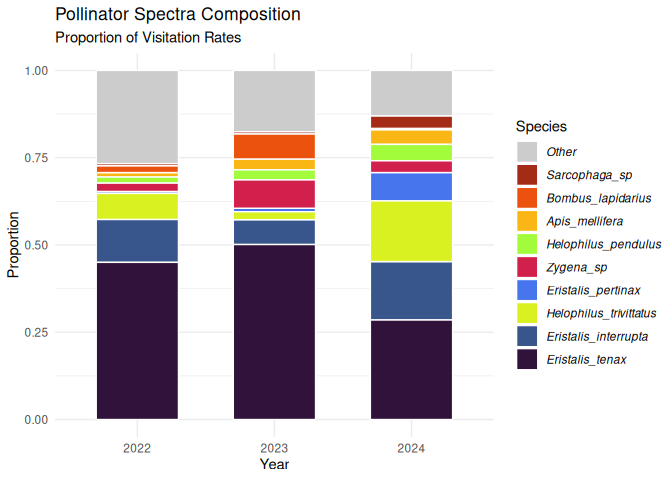 Pollinator Spectra Composition
Proportion of Visitation Rates
1.00
0.75
0.50
0.25
0.00
Proportion
2022
2023
2024
Year
Species
Other
Sarcophaga_sp
Bombus_lapidarius
Apis_mellifera
Helophilus_pendulus
Zygena_sp
Eristalis_pertinax
Helophilus_trivittatus
Eristalis_interrupta
Eristalis_tenax